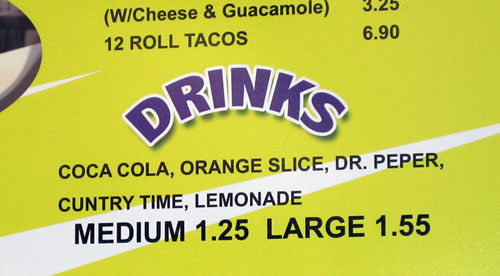 (W/Cheese & Guacamole) 3.25
12 ROLL TACOS 6.90
DRINKS
COCA COLA, ORANGE SLICE, DR. PEPER,
CUNTRY TIME, LEMONADE
MEDIUM 1.25 LARGE 1.55